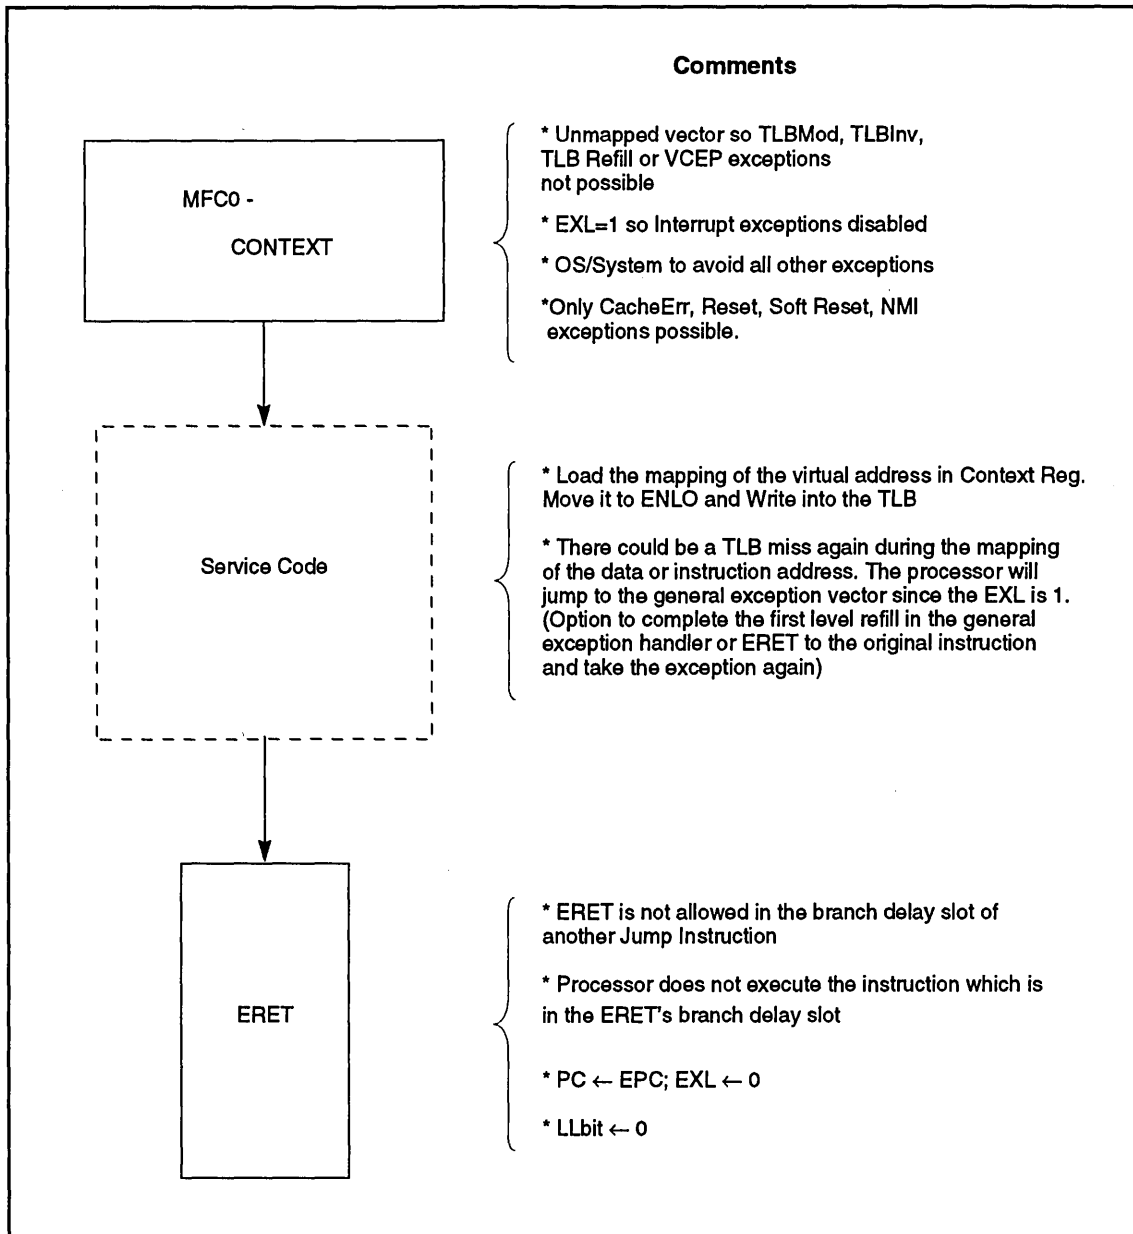 Comments
MFC0 -
CONTEXT
* Unmapped vector so TLBMod, TLBInv,
TLB Refill or VCEP exceptions
not possible
* EXL=1 so Interrupt exceptions disabled
* OS/System to avoid all other exceptions
*Only CacheErr, Reset, Soft Reset, NMI
exceptions possible.
Service Code
* Load the mapping of the virtual address in Context Reg.
Move it to ENLO and Write into the TLB
* There could be a TLB miss again during the mapping
of the data or instruction address. The processor will
jump to the general exception vector since the EXL is 1.
(Option to complete the first level refill in the general
exception handler or ERET to the original instruction
and take the exception again)
ERET
* ERET is not allowed in the branch delay slot of
another Jump Instruction
* Processor does not execute the instruction which is
in the ERET's branch delay slot
* PC ← EPC; EXL ← 0
* LLbit ← 0